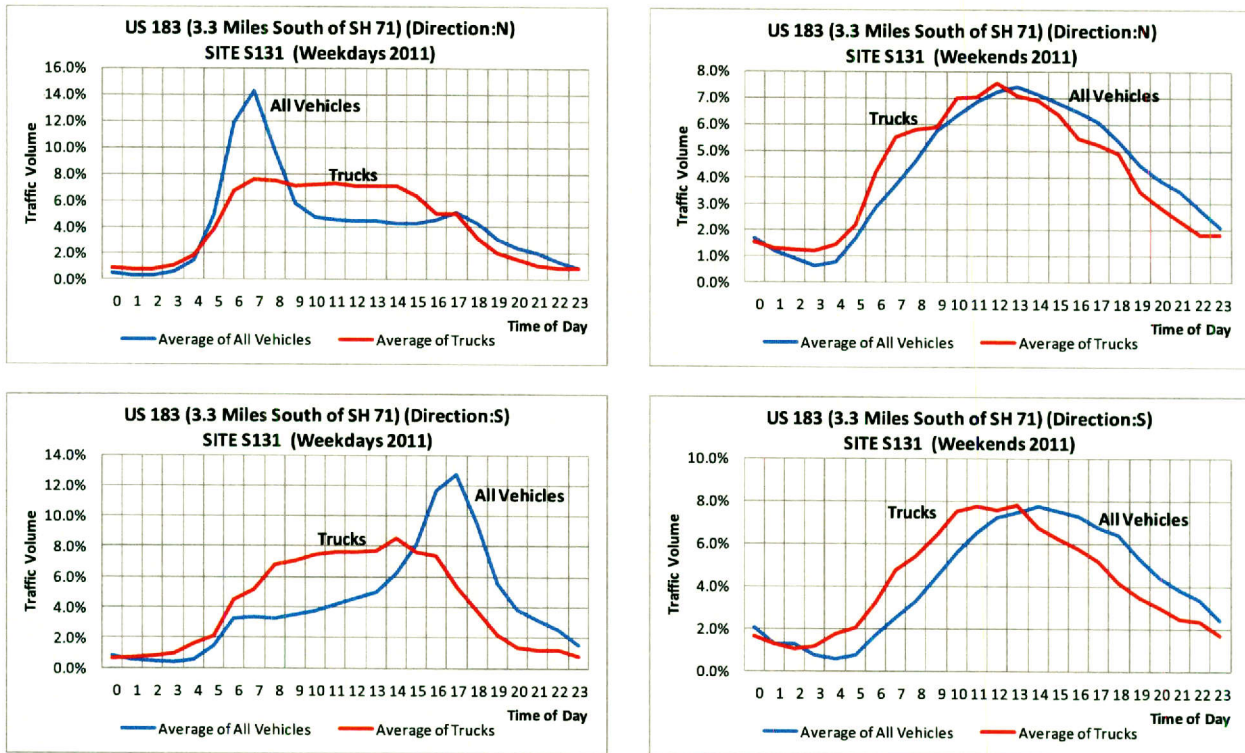 US 183 (3.3 Miles South of SH 71) (Direction:N)
SITE S131 (Weekdays 2011)
16.0%
14.0%
12.0%
10.0%
8.0%
6.0%
4.0%
2.0%
0.0%
Traffic Volume
All Vehicles
Trucks
0 1 2 3 4 5 6 7 8 9 10 11 12 13 14 15 16 17 18 19 20 21 22 23
Time of Day
Average of All Vehicles Average of Trucks
US 183 (3.3 Miles South of SH 71) (Direction:N)
SITE S131 (Weekends 2011)
8.0%
7.0%
6.0%
5.0%
4.0%
3.0%
2.0%
1.0%
0.0%
Traffic Volume
Trucks
All Vehicles
0 1 2 3 4 5 6 7 8 9 10 11 12 13 14 15 16 17 18 19 20 21 22 23
Time of Day
Average of All Vehicles Average of Trucks
US 183 (3.3 Miles South of SH 71) (Direction:S)
SITE S131 (Weekdays 2011)
14.0%
12.0%
10.0%
8.0%
6.0%
4.0%
2.0%
0.0%
Traffic Volume
All Vehicles
Trucks
0 1 2 3 4 5 6 7 8 9 10 11 12 13 14 15 16 17 18 19 20 21 22 23
Time of Day
Average of All Vehicles Average of Trucks
US 183 (3.3 Miles South of SH 71) (Direction:S)
SITE S131 (Weekends 2011)
10.0%
8.0%
6.0%
4.0%
2.0%
0.0%
Traffic Volume
Trucks
All Vehicles
0 1 2 3 4 5 6 7 8 9 10 11 12 13 14 15 16 17 18 19 20 21 22 23
Time of Day
Average of All Vehicles Average of Trucks